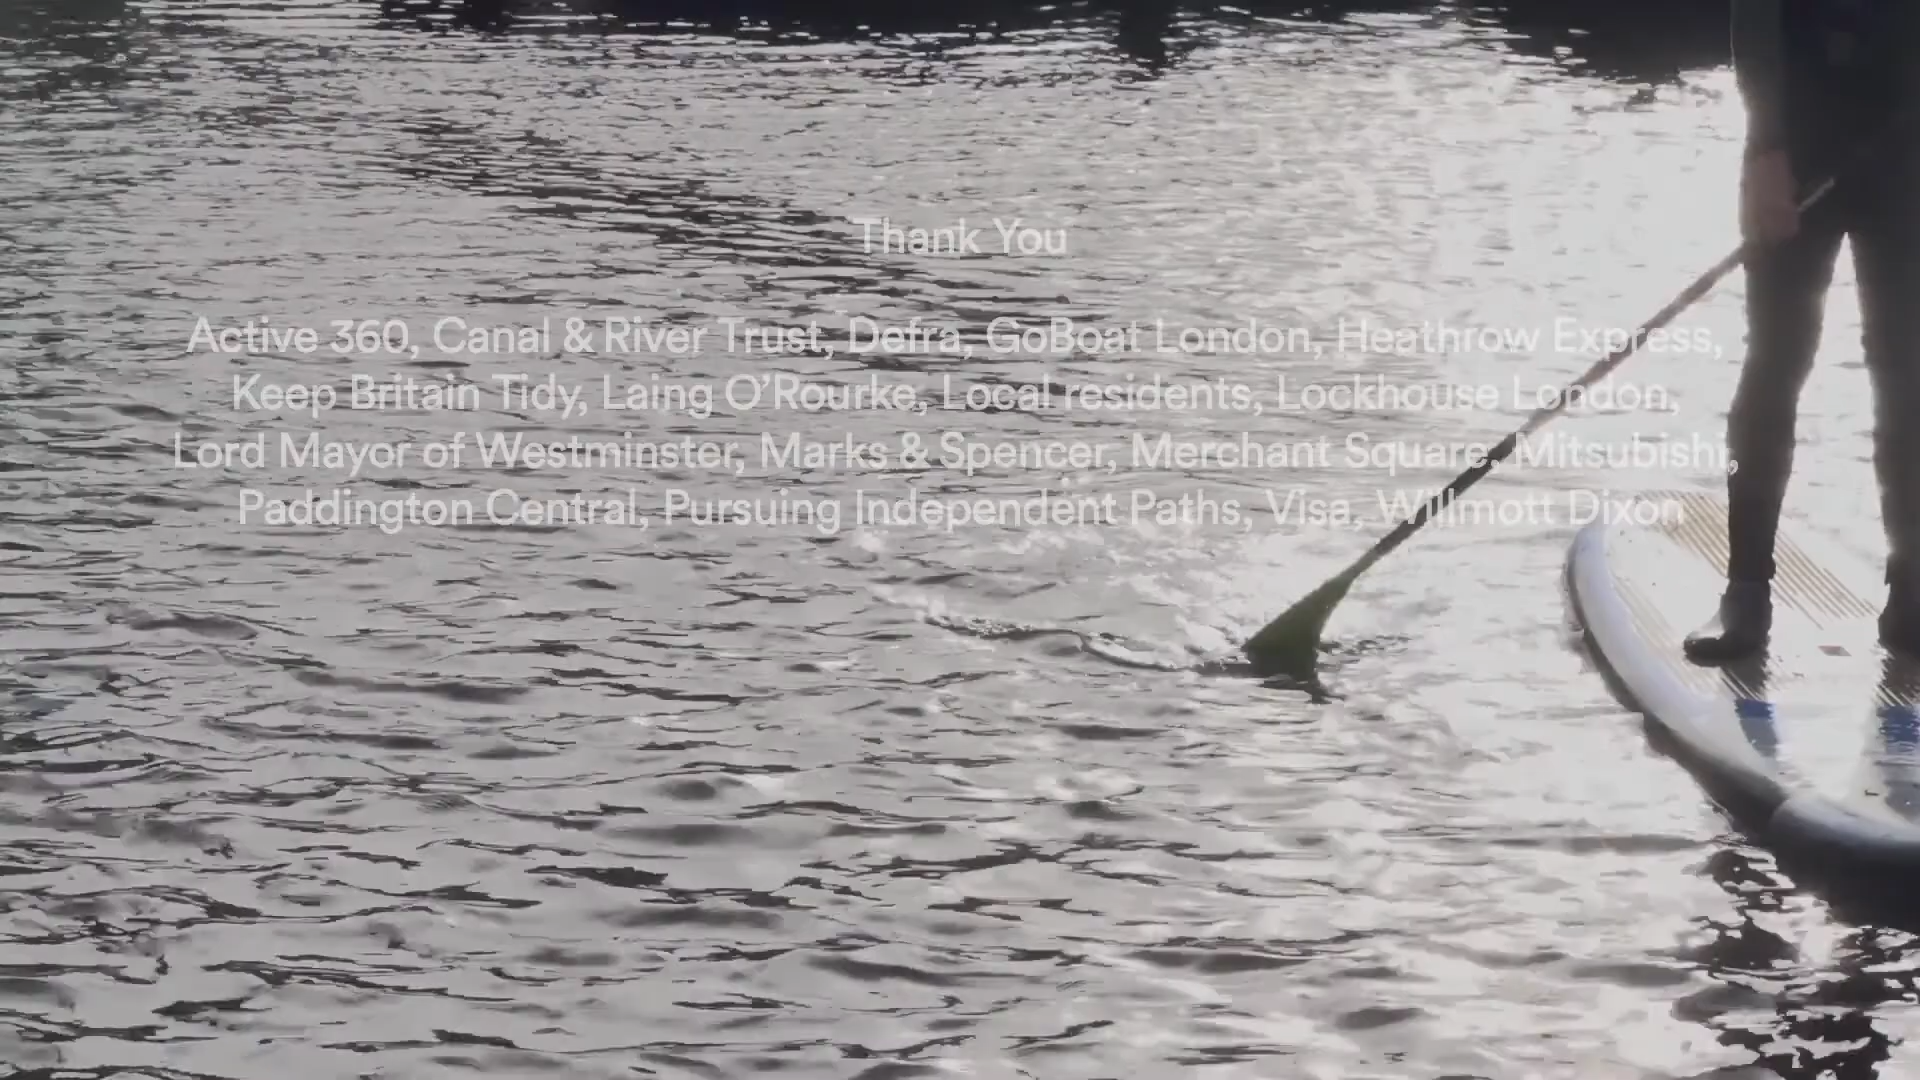 Thank You
Active 360, Canal & River Trust, Defra, GoBoat London, Heathrow Express,
Keep Britain Tidy, Laing O’Rourke, Local residents, Lockhouse London,
Lord Mayor of Westminster, Marks & Spencer, Merchant Square, Mitsubishi,
Paddington Central, Pursuing Independent Paths, Visa, Willmott Dixon